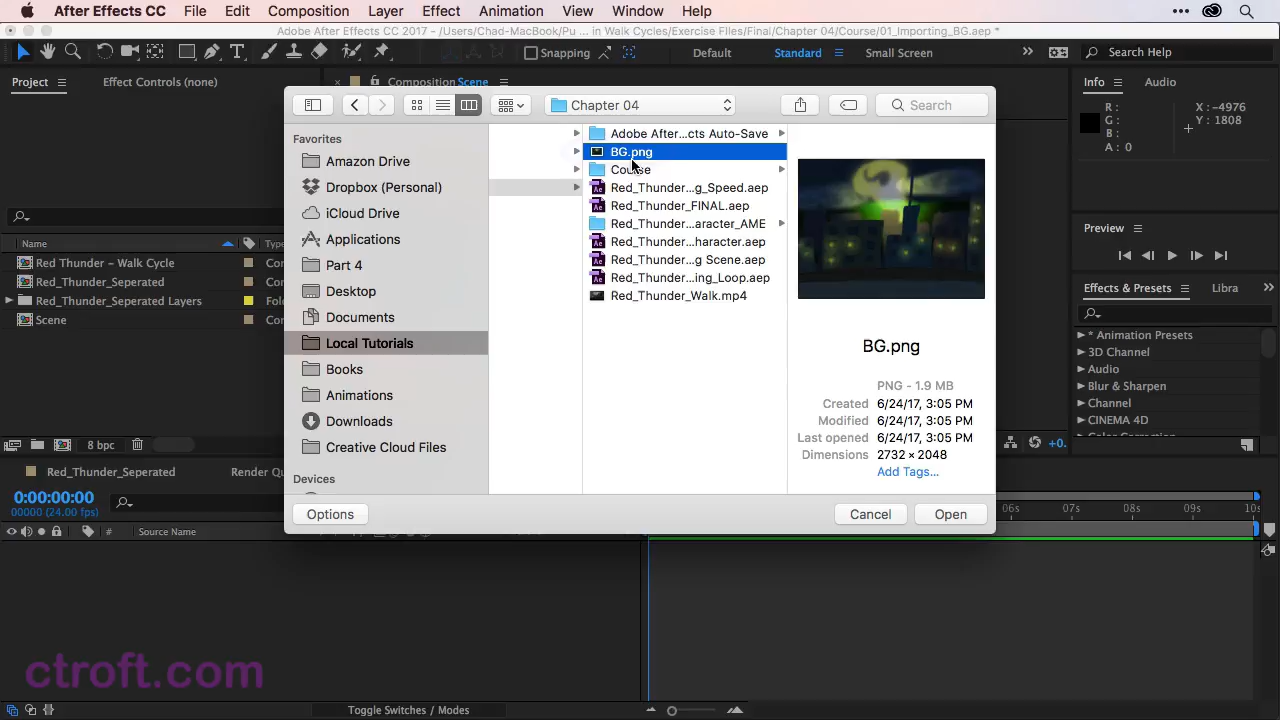 After Effects CC File Edit Composition Layer Effect Animation View Window Help
Adobe After Effects CC 2017 - /Users/Chad-MacBook/Pu ... in Walk Cycles/Exercise Files/Final/Chapter 04/Course/01_Importing_BG.aep *
Snapping Default Standard Small Screen Search Help
Project Effect Controls (none) Composition Scene Info Audio
Chapter 04 Search
R: X: -4976
G: Y: 1808
B:
A: 0
Favorites
Amazon Drive
Dropbox (Personal)
iCloud Drive
Applications
Part 4
Desktop
Documents
Local Tutorials
Books
Animations
Downloads
Creative Cloud Files
Devices
Adobe After...cts Auto-Save
BG.png
Course
Red_Thunder...g_Speed.aep
Red_Thunder_FINAL.aep
Red_Thunder...aracter_AME
Red_Thunder...haracter.aep
Red_Thunder...g Scene.aep
Red_Thunder...ing_Loop.aep
Red_Thunder_Walk.mp4
BG.png
PNG - 1.9 MB
Created 6/24/17, 3:05 PM
Modified 6/24/17, 3:05 PM
Last opened 6/24/17, 3:05 PM
Dimensions 2732 × 2048
Add Tags...
Options Cancel Open
Name Type
Red Thunder - Walk Cycle Cor
Red_Thunder_Seperated Cor
Red_Thunder_Seperated Layers Fol
Scene Cor
8 bpc
Preview
Effects & Presets Libra
* Animation Presets
3D Channel
Audio
Blur & Sharpen
Channel
CINEMA 4D
Color Correction
+0.
Red_Thunder_Seperated Render Q
0:00:00:00
00000 (24.00 fps)
06s 07s 08s 09s 10s
# Source Name
ctroft.com
Toggle Switches / Modes